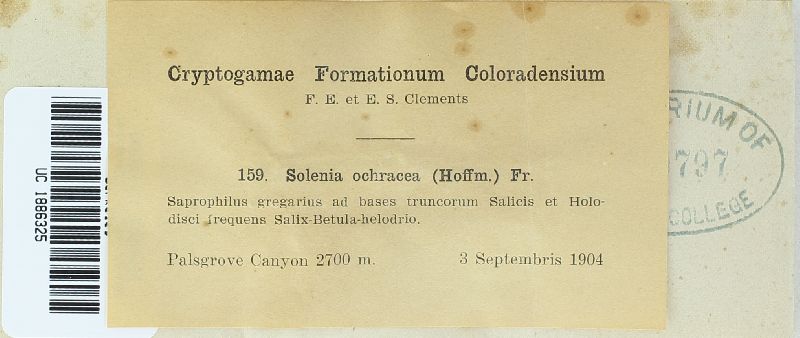 Cryptogamae Formationum Coloradensium
F. E. et E. S. Clements
159. Solenia ochracea (Hoffm.) Fr.
Saprophilus gregarius ad bases truncorum Salicis et Holo-
disci frequens Salix-Betula-helodrio.
Palsgrove Canyon 2700 m. 3 Septembris 1904
UC 1886325
RIUM OF
797
COLLEGE